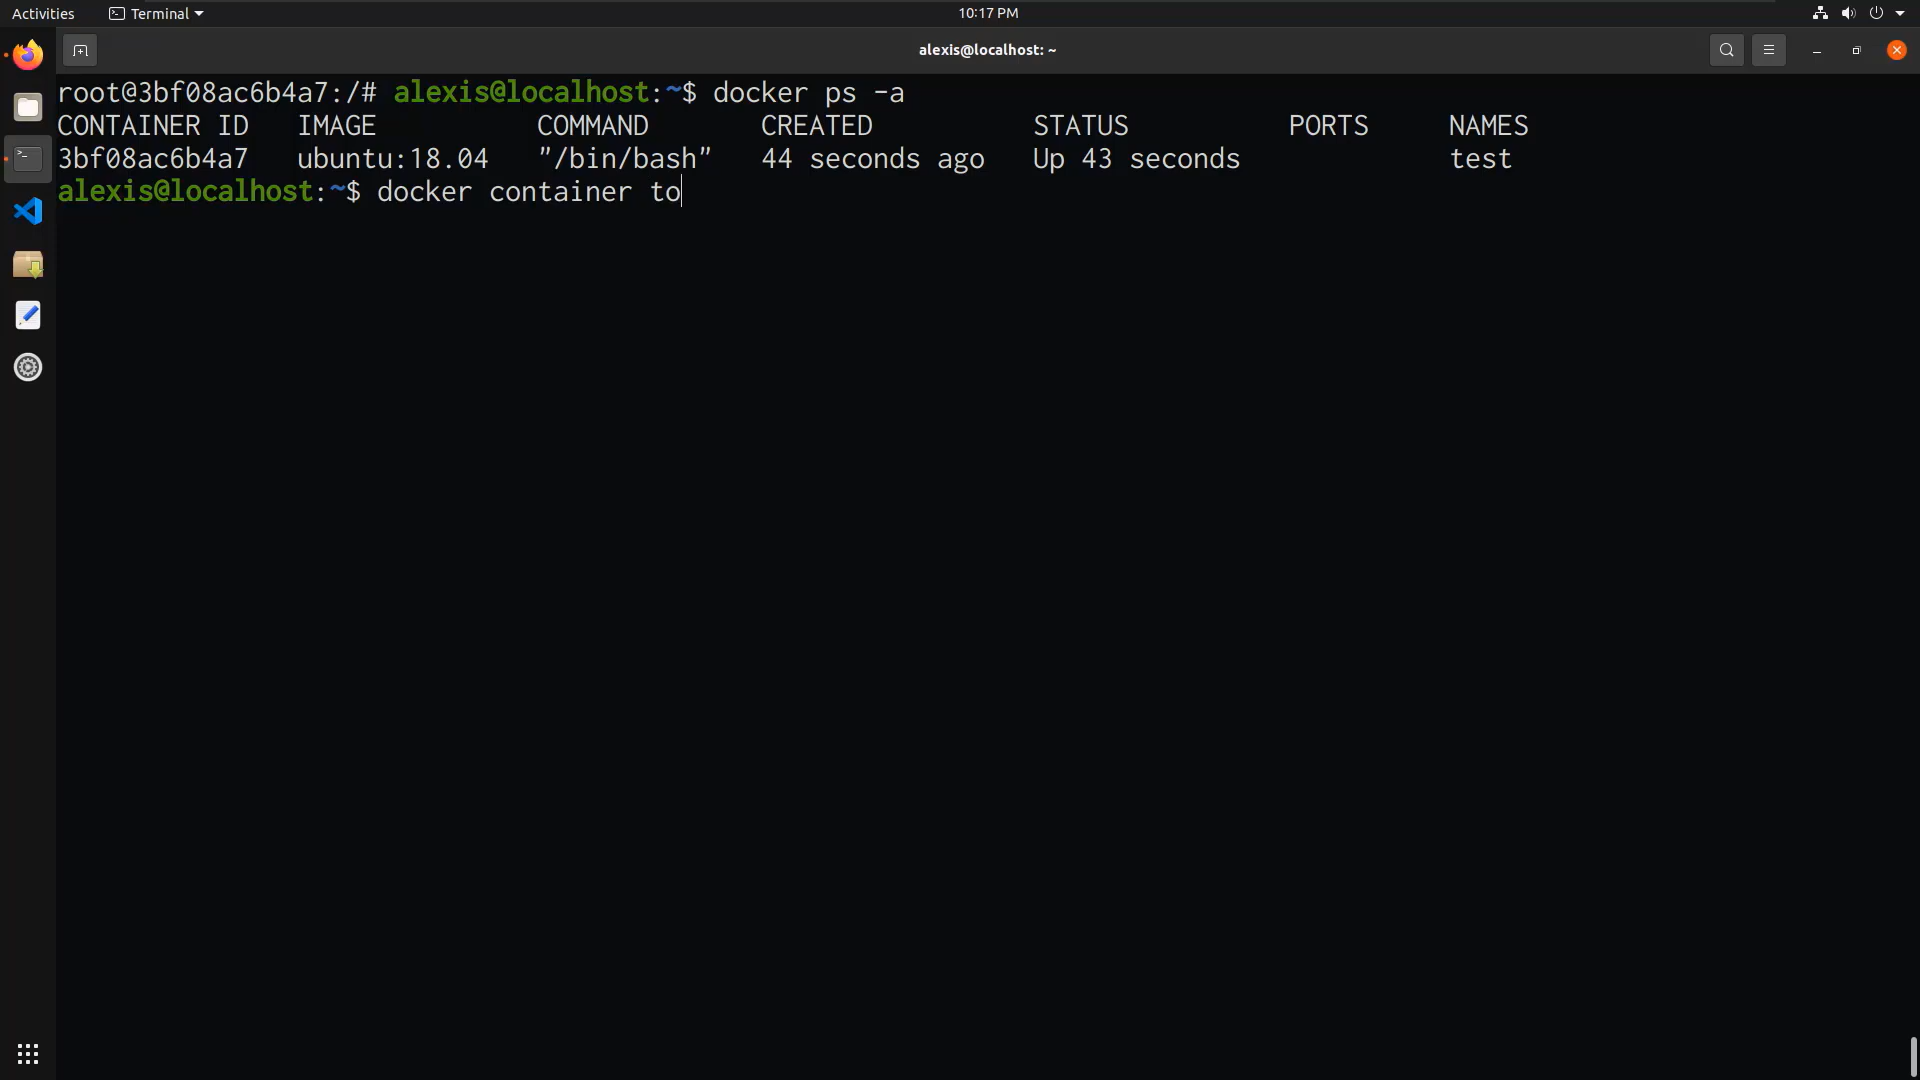 Activities Terminal 10:17 PM
alexis@localhost: ~
root@3bf08ac6b4a7:/# alexis@localhost:~$ docker ps -a
CONTAINER ID IMAGE COMMAND CREATED STATUS PORTS NAMES
3bf08ac6b4a7 ubuntu:18.04 "/bin/bash" 44 seconds ago Up 43 seconds test
alexis@localhost:~$ docker container to